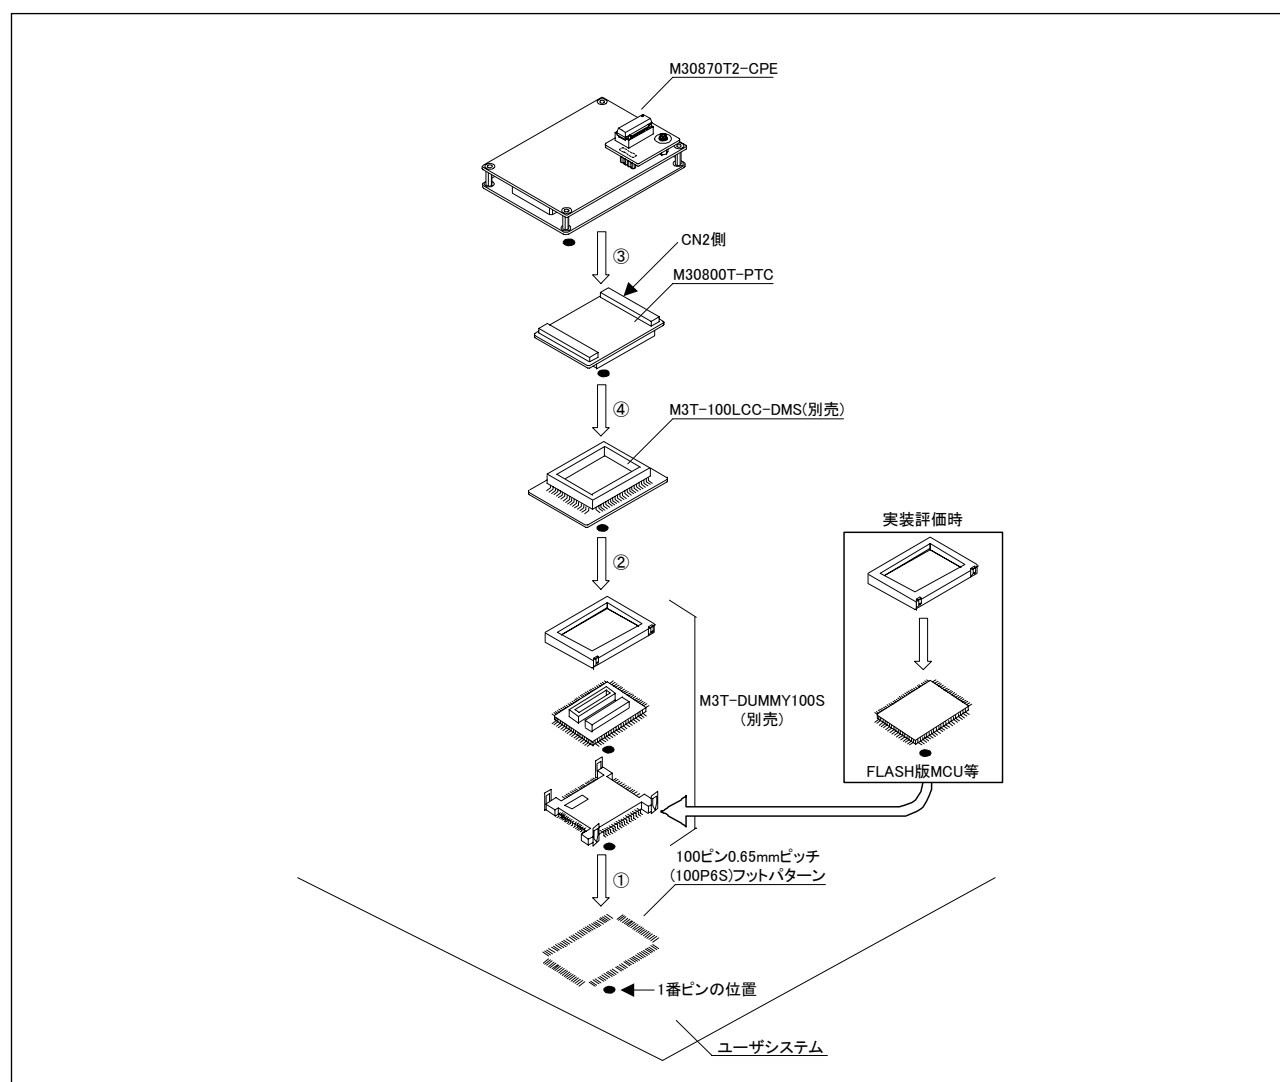 M30870T2-CPE
③
CN2側
M30800T-PTC
④
M3T-100LCC-DMS(別売)
実装評価時
②
M3T-DUMMY100S
(別売)
FLASH版MCU等
100ピン0.65mmピッチ
(100P6S)フットパターン
①
1番ピンの位置
ユーザシステム